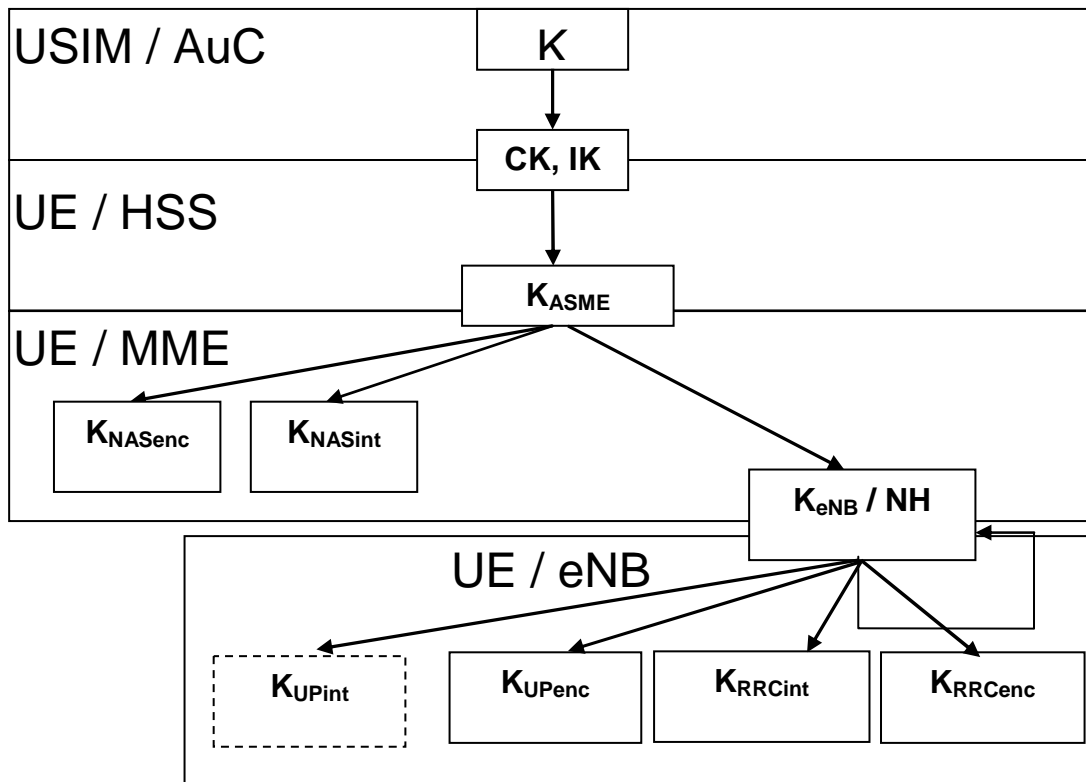 USIM / AuC
K
CK, IK
UE / HSS
KASME
UE / MME
KNASenc
KNASint
KeNB / NH
UE / eNB
KUPint
KUPenc
KRRCint
KRRCenc